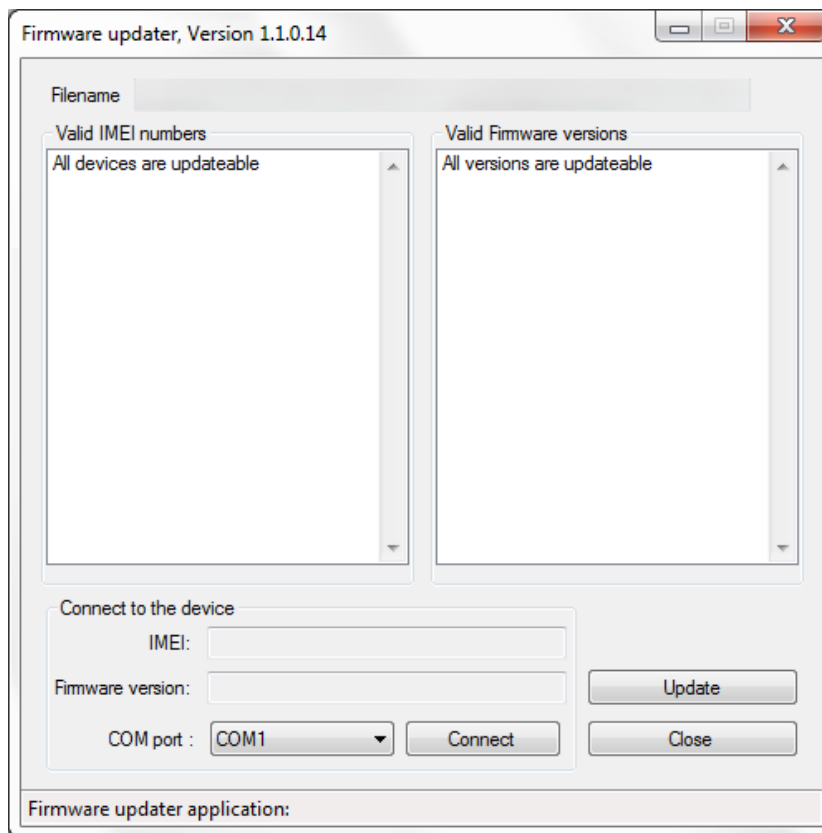 Firmware updater, Version 1.1.0.14
Filename
Valid IMEI numbers
All devices are updateable
Valid Firmware versions
All versions are updateable
Connect to the device
IMEI:
Firmware version:
Update
COM port :
COM1
Connect
Close
Firmware updater application: